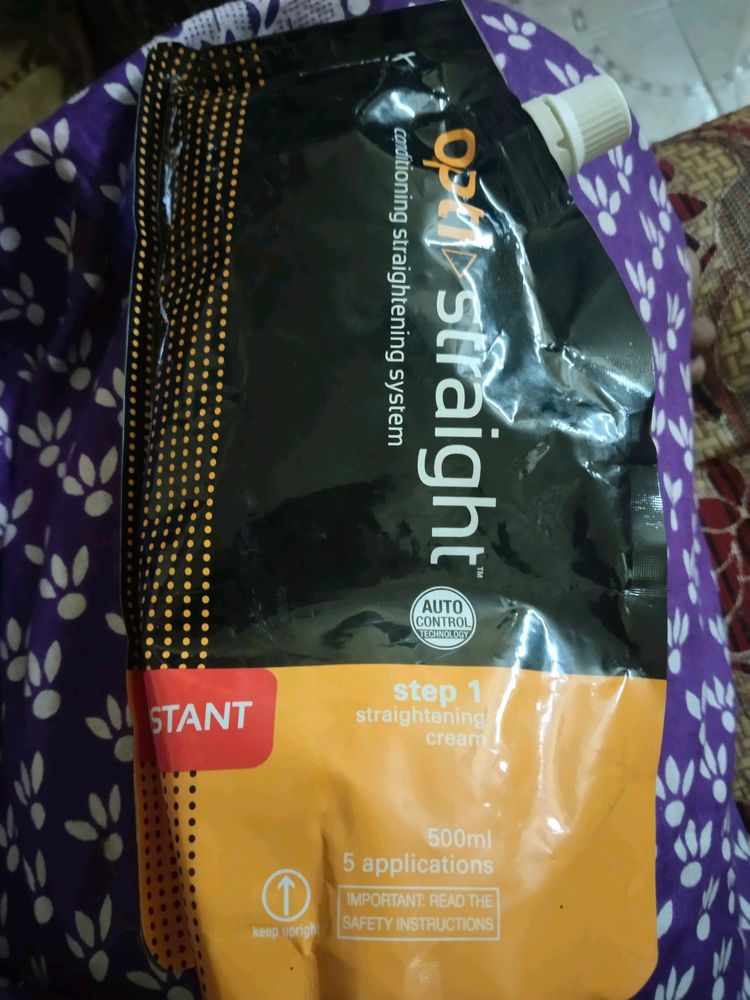 opti straight™
conditioning straightening system
AUTO
CONTROL
TECHNOLOGY
STANT
step 1
straightening
cream
500ml
5 applications
IMPORTANT: READ THE
SAFETY INSTRUCTIONS
keep upright